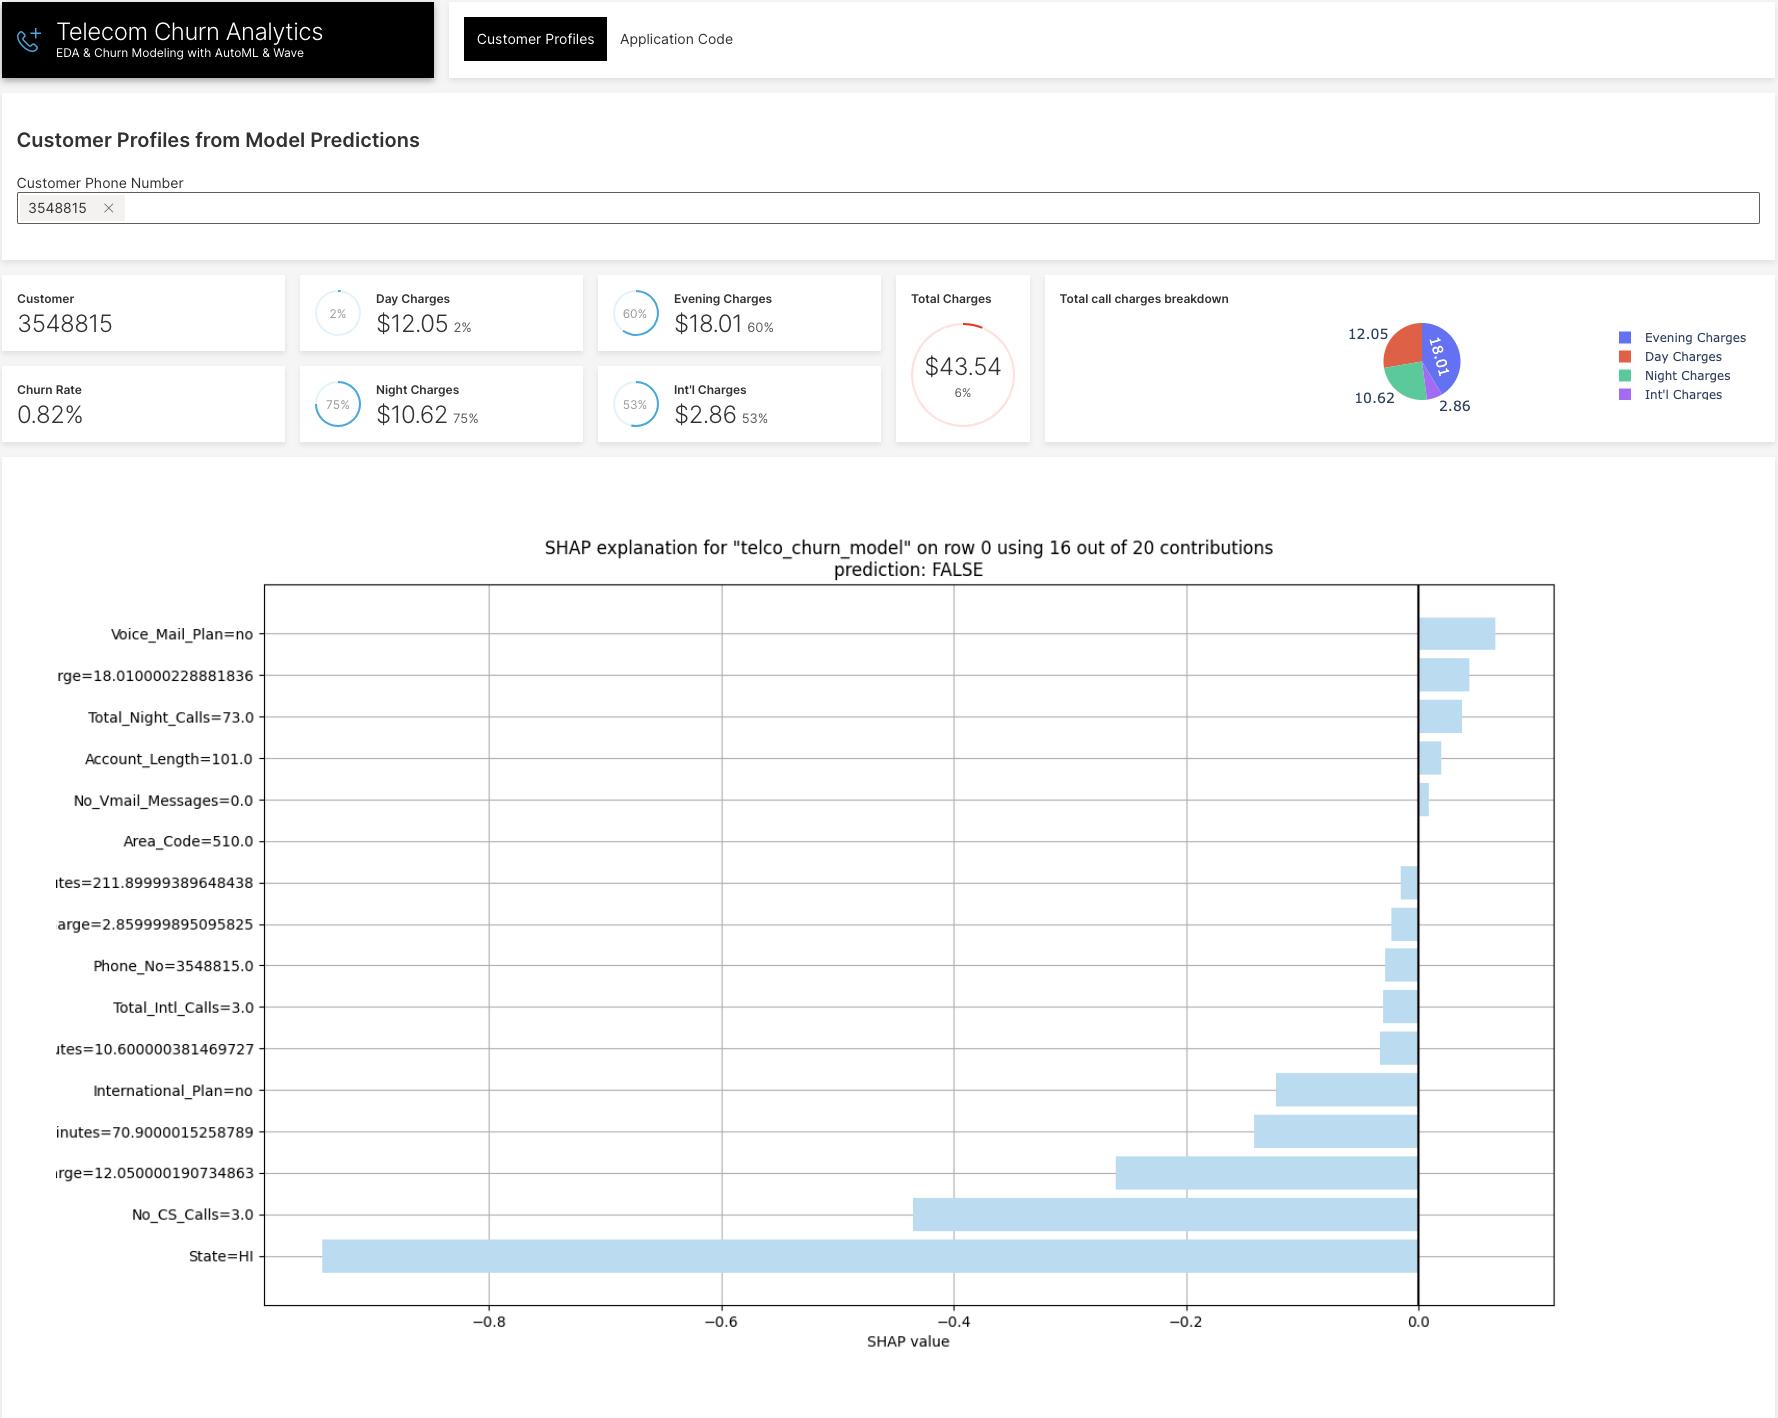 Telecom Churn Analytics
EDA & Churn Modeling with AutoML & Wave
Customer Profiles
Application Code
Customer Profiles from Model Predictions
Customer Phone Number
3548815
Customer
3548815
Churn Rate
0.82%
2%
Day Charges
$12.05 2%
75%
Night Charges
$10.62 75%
60%
Evening Charges
$18.01 60%
53%
Int'l Charges
$2.86 53%
Total Charges
$43.54
6%
Total call charges breakdown
12.05
18.01
10.62
2.86
Evening Charges
Day Charges
Night Charges
Int'l Charges
SHAP explanation for "telco_churn_model" on row 0 using 16 out of 20 contributions
prediction: FALSE
Voice_Mail_Plan=no
rge=18.010000228881836
Total_Night_Calls=73.0
Account_Length=101.0
No_Vmail_Messages=0.0
Area_Code=510.0
utes=211.89999389648438
arge=2.859999895095825
Phone_No=3548815.0
Total_Intl_Calls=3.0
utes=10.600000381469727
International_Plan=no
inutes=70.9000015258789
arge=12.050000190734863
No_CS_Calls=3.0
State=HI
−0.8
−0.6
−0.4
−0.2
0.0
SHAP value